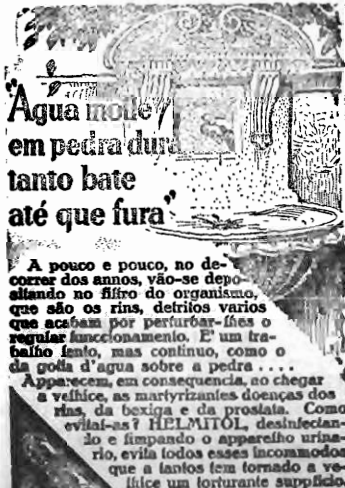 "Agua molle
em pedra dura
tanto bate
até que fura"
A pouco e pouco, no de-
correr dos annos, vão-se depo-
sitando no filtro do organismo,
que são os rins, detritos varios
que acabam por perturbar-lhes o
regular funccionamento. E' um tra-
balho lento, mas continuo, como o
da gotta d'agua sobre a pedra ....
Apparecem, em consequencia, ao chegar
a velhice, as martyrizantes doenças dos
rins, da bexiga e da prostata. Como
evital-as? HELMITOL, desinfectan-
do e limpando o apparelho urina-
rio, evita todos esses incommodos
que a tantos tem tornado a ve-
lhice um torturante supplicio.